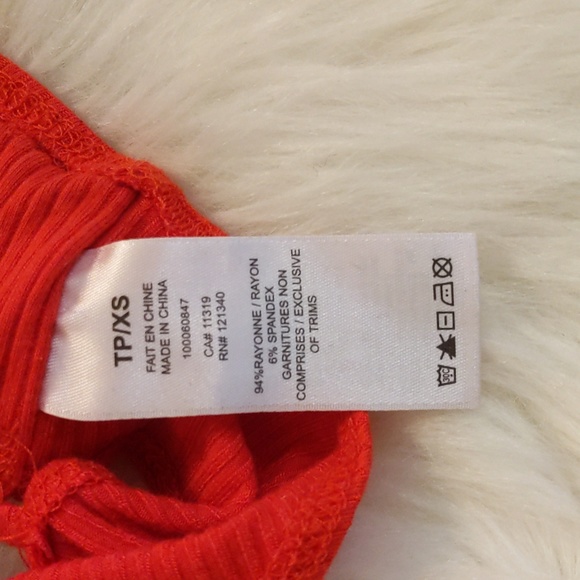 TP/XS
FAIT EN CHINE
MADE IN CHINA
100060847
CA# 11319
RN# 121340
94%RAYONNE / RAYON
6% SPANDEX
GARNITURES NON
COMPRISES / EXCLUSIVE
OF TRIMS